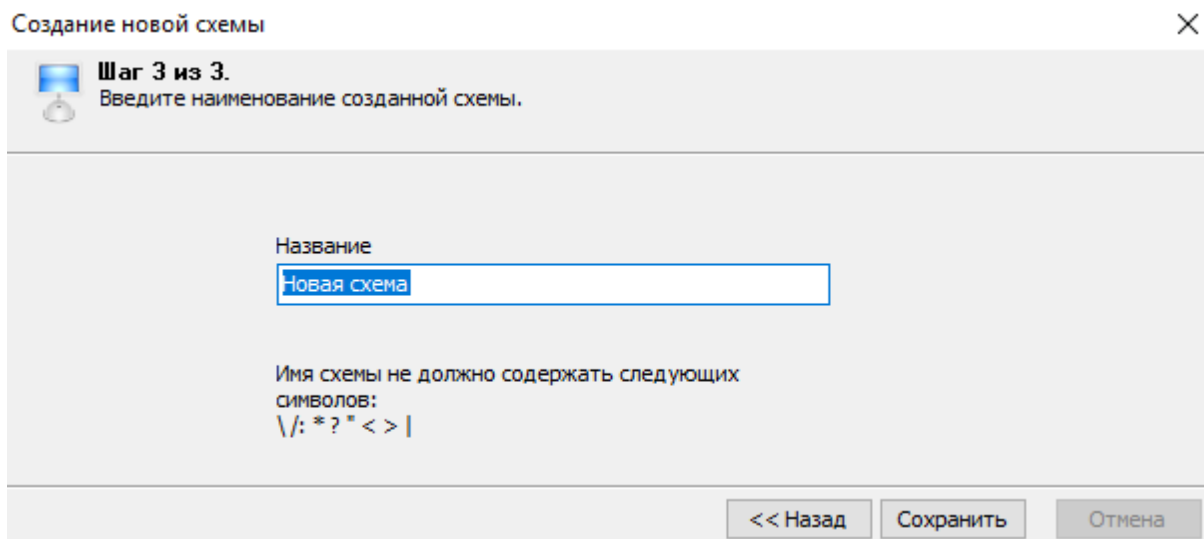 Создание новой схемы
Шаг 3 из 3.
Введите наименование созданной схемы.
Название
Новая схема
Имя схемы не должно содержать следующих
символов:
\ /: * ? " < > |
<< Назад Сохранить Отмена